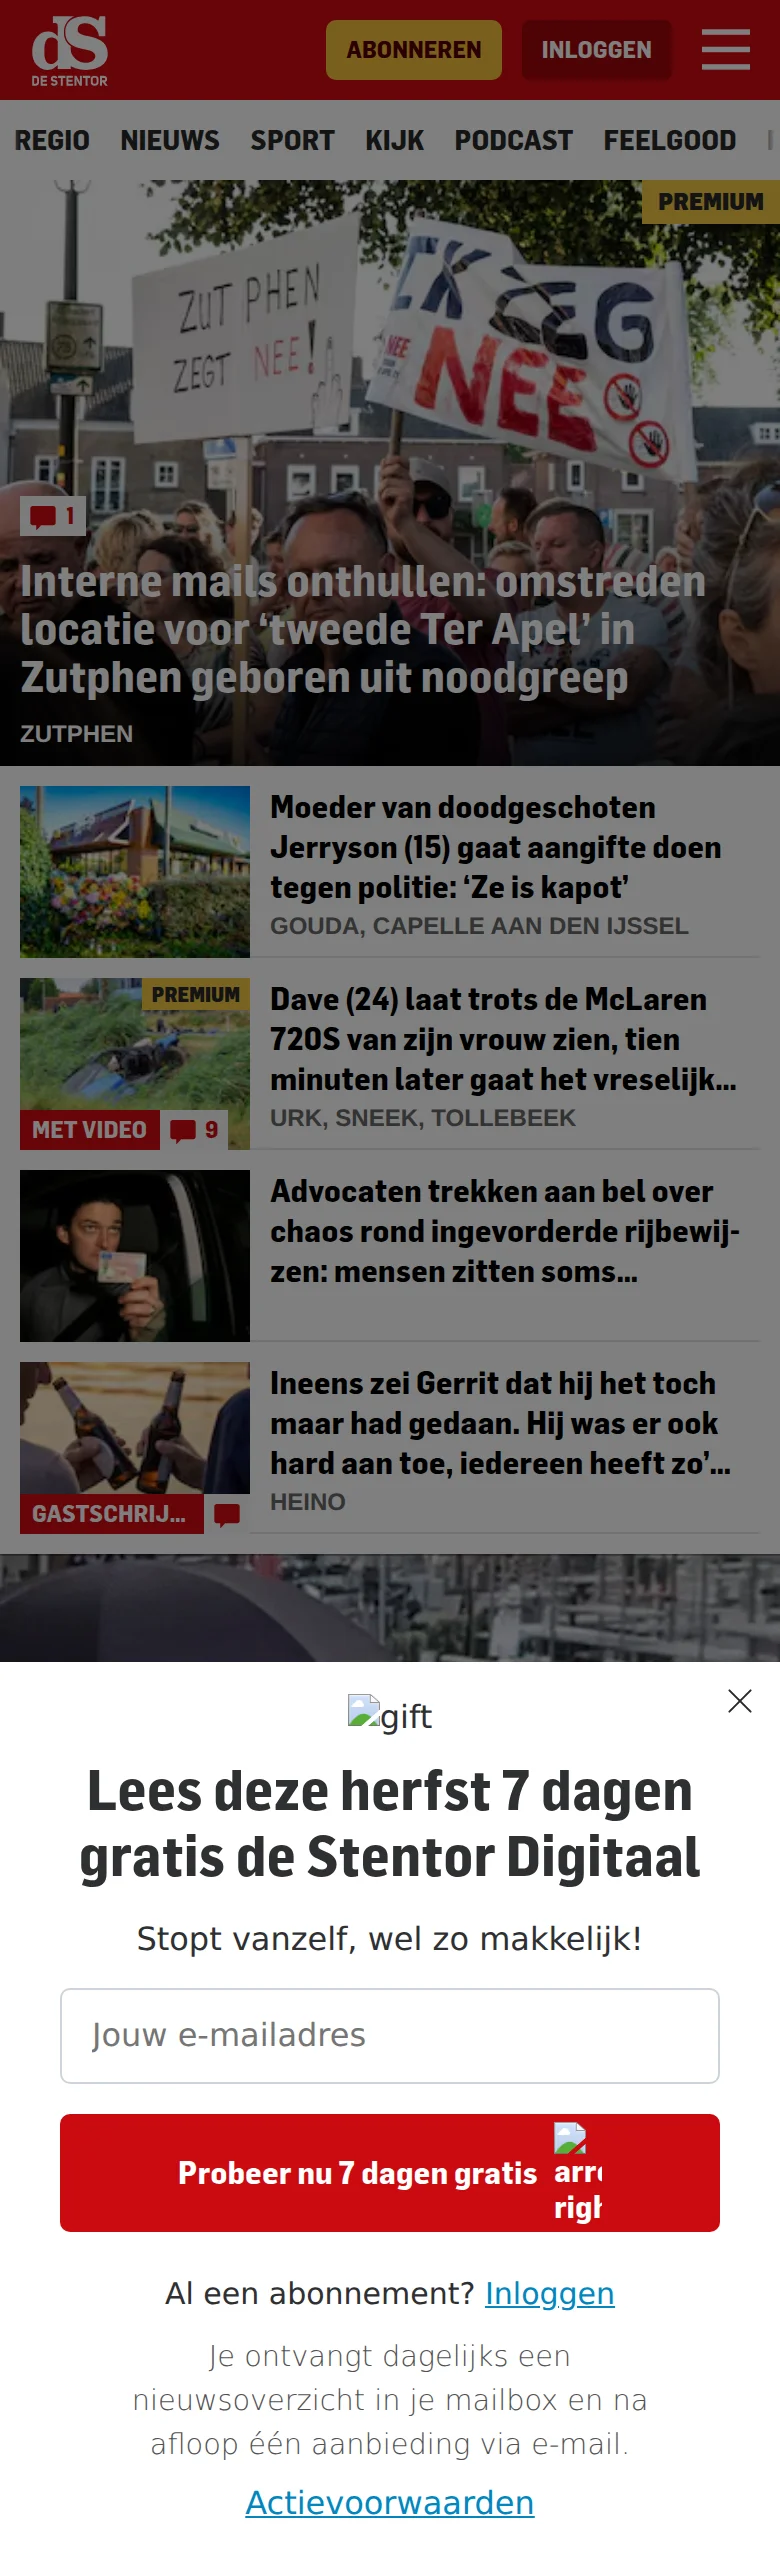 dS
DE STENTOR
ABONNEREN
INLOGGEN
REGIO NIEUWS SPORT KIJK PODCAST FEELGOOD
PREMIUM
ZUT PHEN
ZEGT NEE!
NEE
NEE
1
Interne mails onthullen: omstreden
locatie voor ‘tweede Ter Apel’ in
Zutphen geboren uit noodgreep
ZUTPHEN
Moeder van doodgeschoten
Jerryson (15) gaat aangifte doen
tegen politie: ‘Ze is kapot’
GOUDA, CAPELLE AAN DEN IJSSEL
PREMIUM
MET VIDEO
9
Dave (24) laat trots de McLaren
720S van zijn vrouw zien, tien
minuten later gaat het vreselijk...
URK, SNEEK, TOLLEBEEK
Advocaten trekken aan bel over
chaos rond ingevorderde rijbewij-
zen: mensen zitten soms...
GASTSCHRIJ...
Ineens zei Gerrit dat hij het toch
maar had gedaan. Hij was er ook
hard aan toe, iedereen heeft zo’...
HEINO
gift
Lees deze herfst 7 dagen
gratis de Stentor Digitaal
Stopt vanzelf, wel zo makkelijk!
Jouw e-mailadres
Probeer nu 7 dagen gratis
Al een abonnement? Inloggen
Je ontvangt dagelijks een
nieuwsoverzicht in je mailbox en na
afloop één aanbieding via e-mail.
Actievoorwaarden